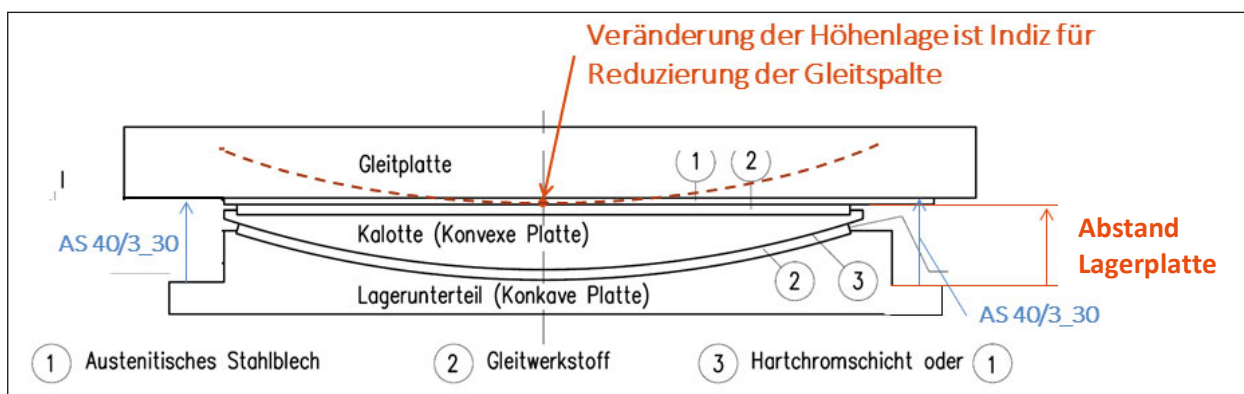 Veränderung der Höhenlage ist Indiz für
Reduzierung der Gleitspalte
Gleitplatte
1
2
AS 40/3_30
Kalotte (Konvexe Platte)
Abstand
Lagerplatte
2
3
Lagerunterteil (Konkave Platte)
AS 40/3_30
1 Austenitisches Stahlblech
2 Gleitwerkstoff
3 Hartchromschicht oder 1